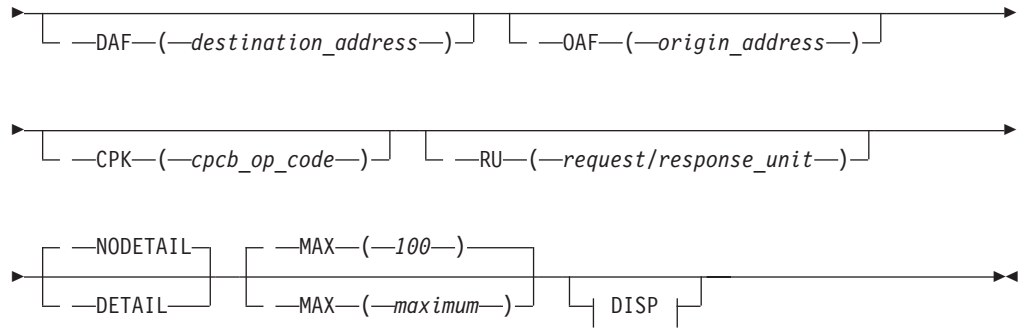 DAF ( destination_address ) OAF ( origin_address )
CPK ( cpcb_op_code ) RU ( request/response_unit )
NODETAIL MAX ( 100 )
DETAIL MAX ( maximum ) DISP